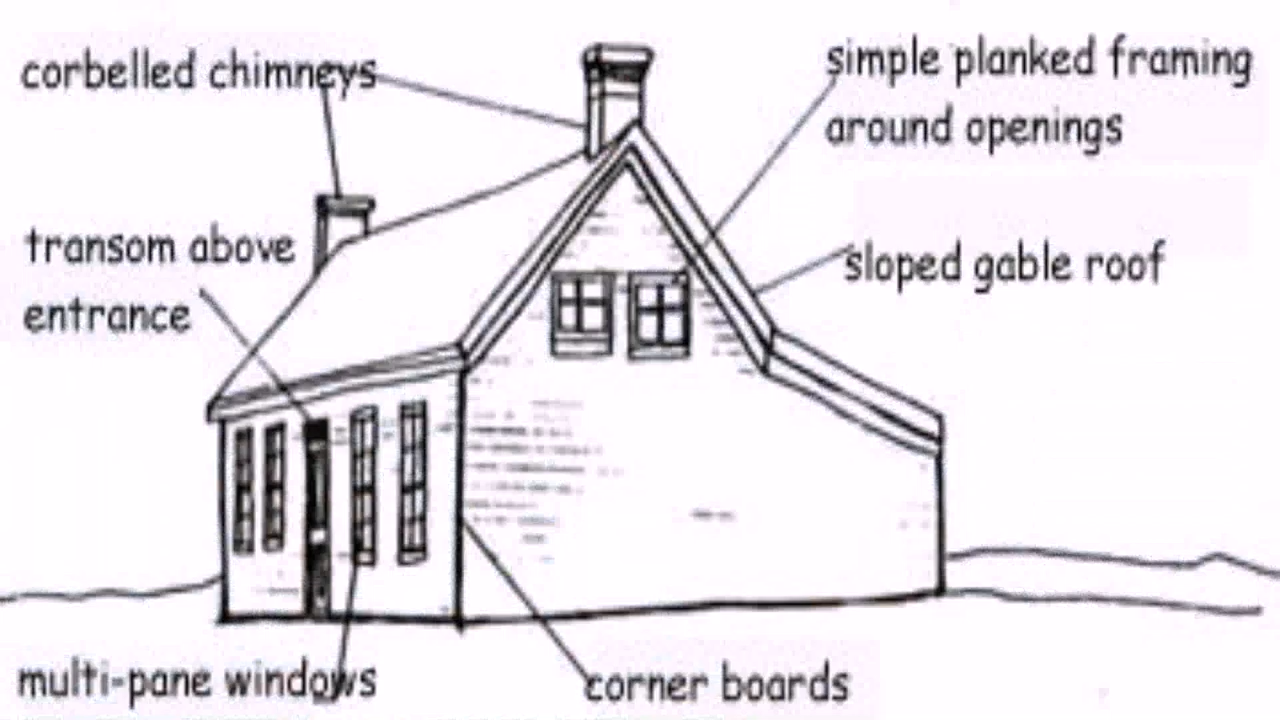 corbelled chimneys
simple planked framing
around openings
transom above
entrance
sloped gable roof
multi-pane windows
corner boards